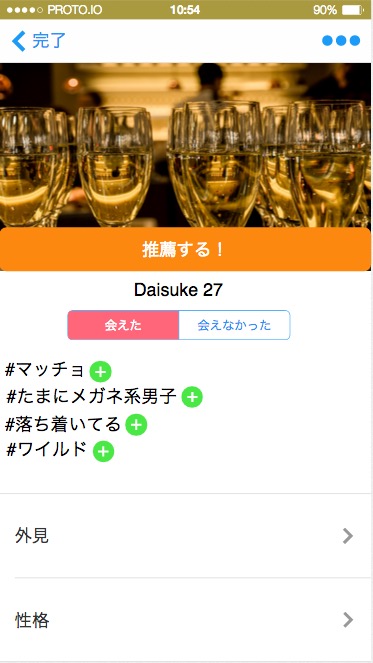 PROTO.IO 10:54 90%
完了
推薦する！
Daisuke 27
会えた 会えなかった
#マッチョ
#たまにメガネ系男子
#落ち着いてる
#ワイルド
外見
性格